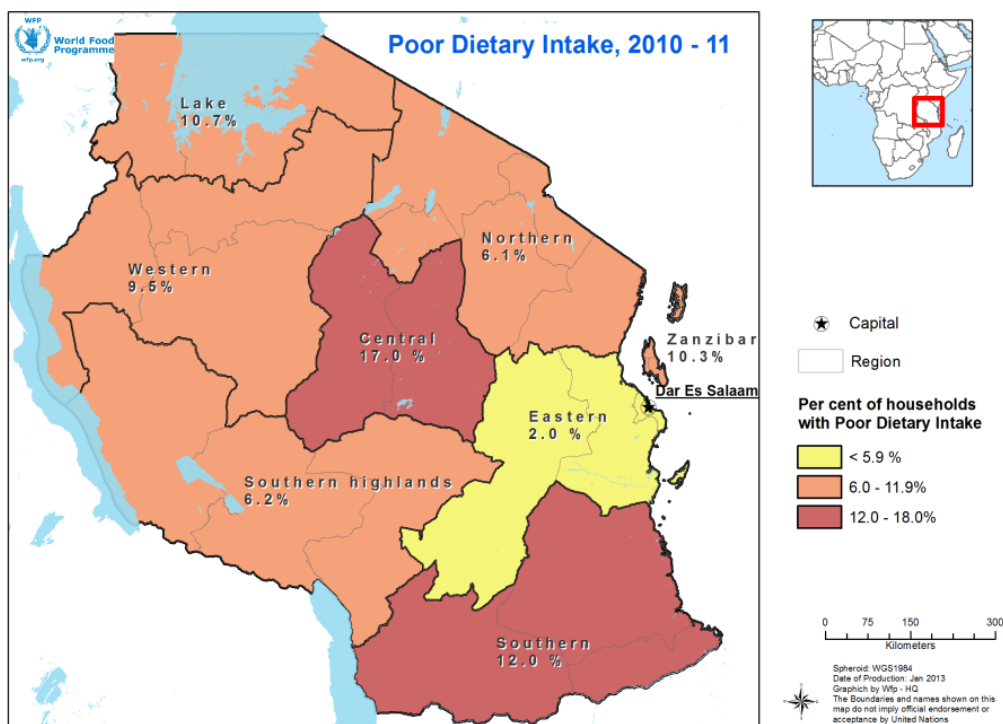 WFP
World Food
Programme
wfp.org
Poor Dietary Intake, 2010 - 11
Lake
10.7%
Northern
6.1%
Western
9.5%
Central
17.0 %
Zanzibar
10.3%
Dar Es Salaam
Eastern
2.0 %
Southern highlands
6.2%
Southern
12.0 %
Capital
Region
Per cent of households
with Poor Dietary Intake
< 5.9 %
6.0 - 11.9%
12.0 - 18.0%
0 75 150 300
Kilometers
Spheroid: WGS1984
Date of Production: Jan 2013
Graphich by Wfp - HQ
The Boundaries and names shown on this
map do not imply official endorsement or
acceptance by United Nations